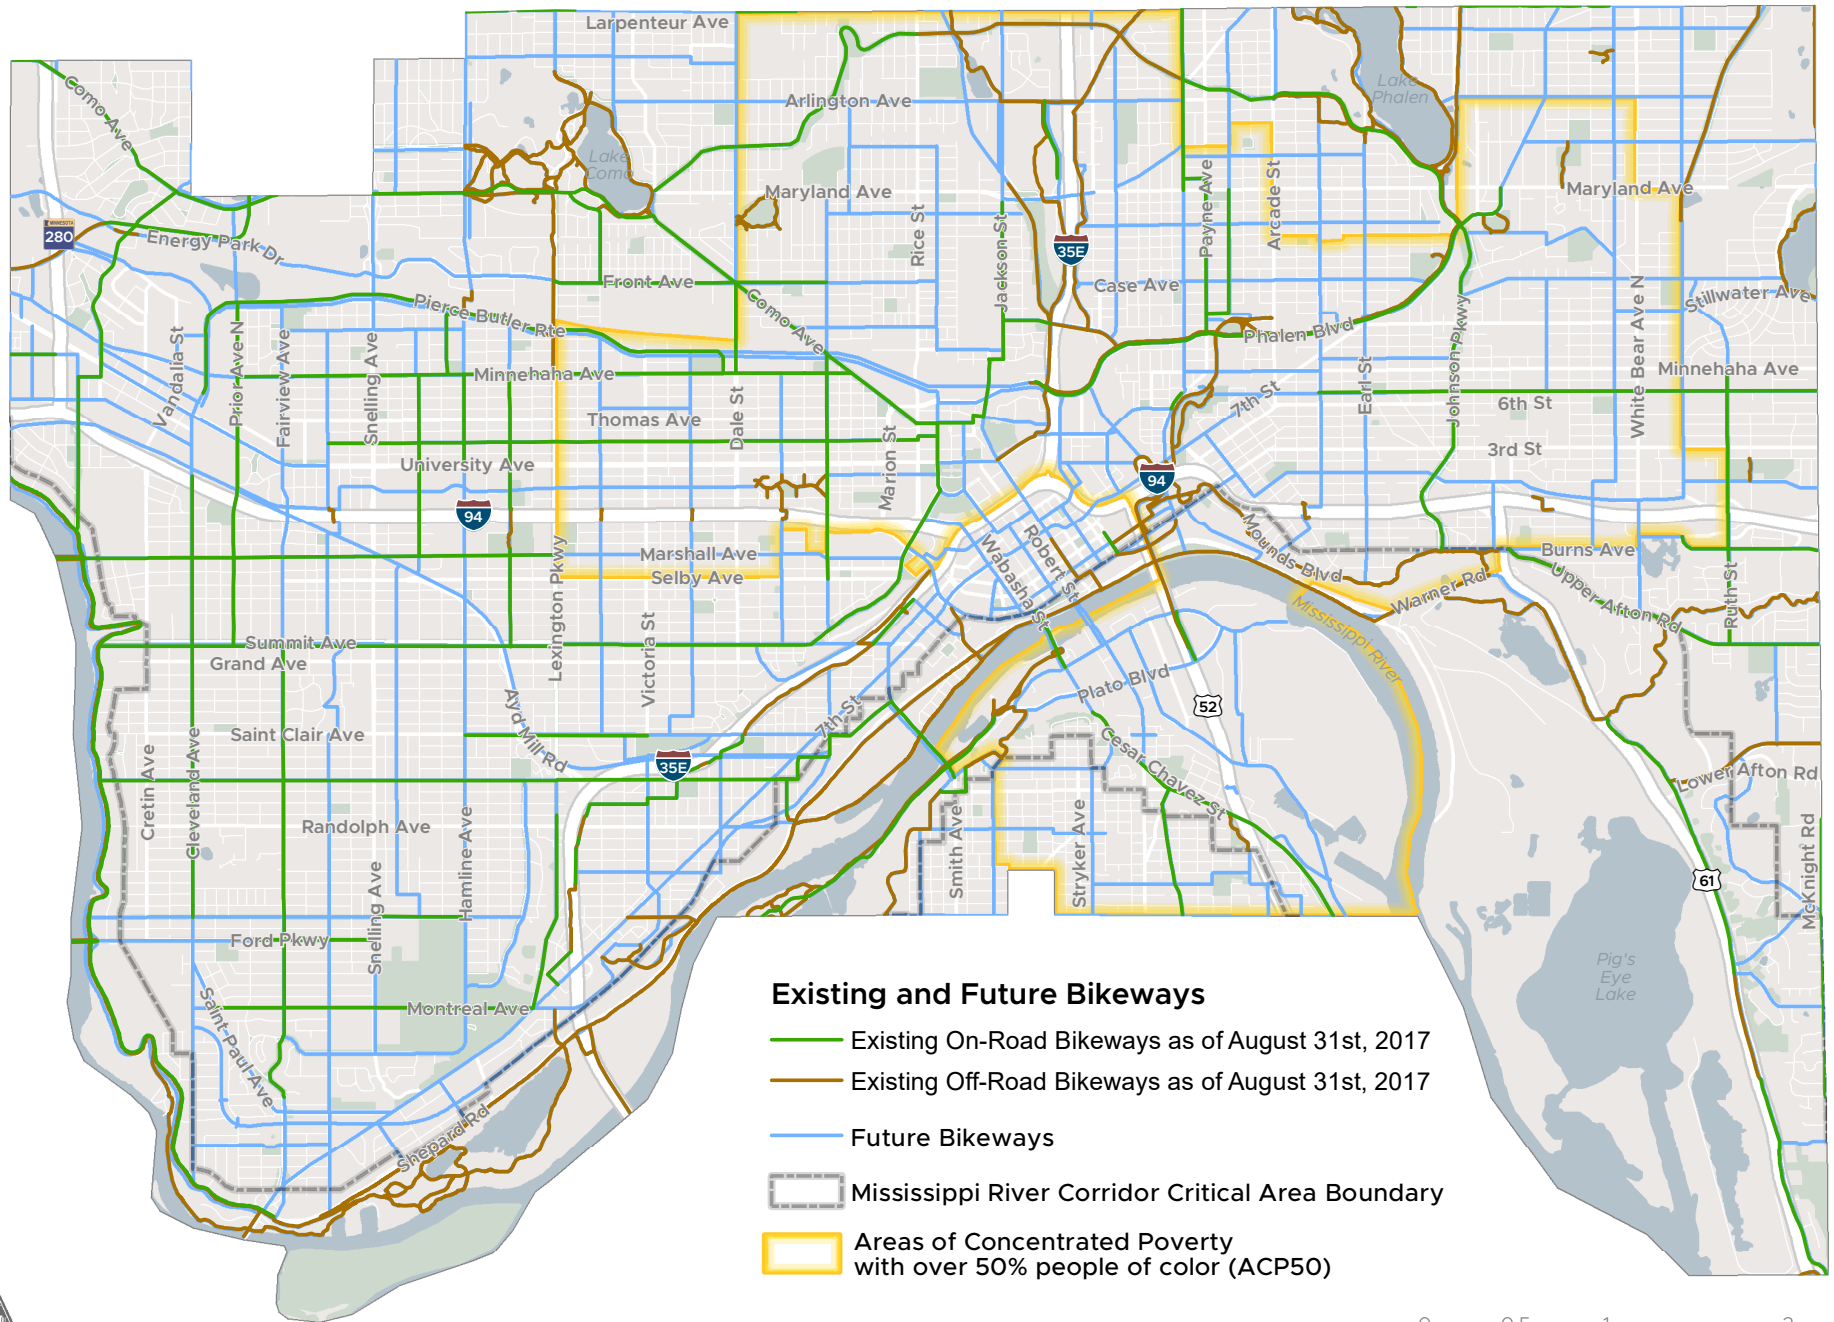 Larpenteur Ave
Como Ave
Arlington Ave
Lake
Phalen
Lake
Como
Maryland Ave
Maryland Ave
MINNESOTA
280
Energy Park Dr
Rice St
Jackson St
35E
Payne Ave
Arcade St
Front Ave
Case Ave
Pierce Butler Rte
Como Ave
Stillwater Ave
Phalen Blvd
Johnson Pkwy
White Bear Ave N
Vandalia St
Prior Ave N
Fairview Ave
Snelling Ave
Minnehaha Ave
Minnehaha Ave
Earl St
Thomas Ave
Dale St
7th St
6th St
Marion St
University Ave
3rd St
94
94
Marshall Ave
Selby Ave
Lexington Pkwy
Wabasha St
Robert St
Mounds Blvd
Burns Ave
Warner Rd
Upper Afton Rd
Ruth St
Mississippi River
Summit Ave
Grand Ave
Victoria St
Ayd Mill Rd
Plato Blvd
52
7th St
Saint Clair Ave
35E
Cesar Chavez St
Lower Afton Rd
Cretin Ave
Cleveland Ave
Randolph Ave
Hamline Ave
Snelling Ave
Smith Ave
Stryker Ave
61
McKnight Rd
Ford Pkwy
Pig's
Eye
Lake
Montreal Ave
Saint Paul Ave
Shepard Rd
Existing and Future Bikeways
Existing On-Road Bikeways as of August 31st, 2017
Existing Off-Road Bikeways as of August 31st, 2017
Future Bikeways
Mississippi River Corridor Critical Area Boundary
Areas of Concentrated Poverty
with over 50% people of color (ACP50)